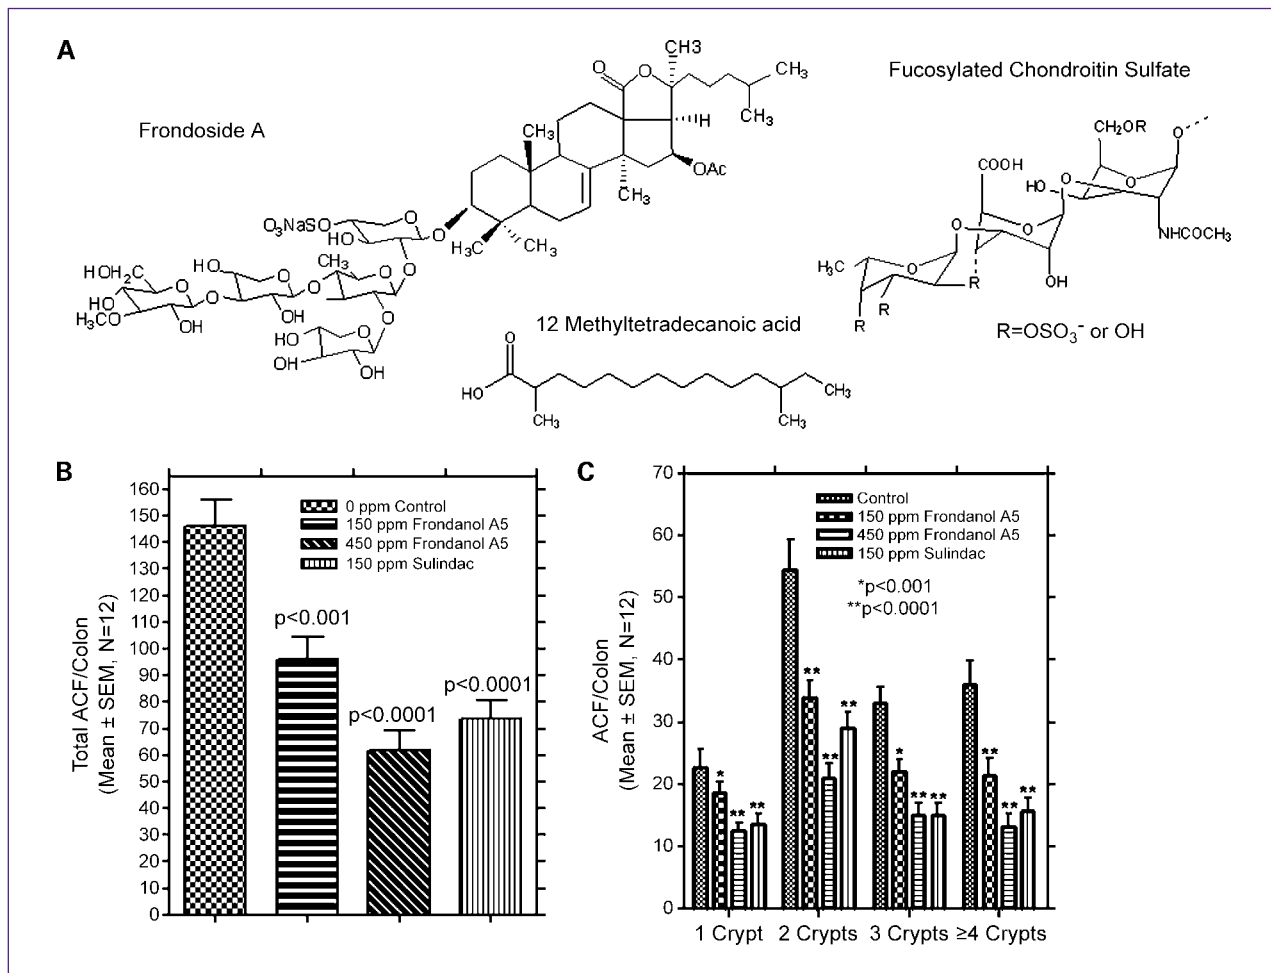 A
Frondoside A
Fucosylated Chondroitin Sulfate
O
O
CH3
CH3
CH3
H
CH3
OAc
CH3
O
H3C
CH3
O3NaSO
O
HO
O
CH3
O
HOH2C
HO
O
HO
H3CO
OH
O
O
OH
O
O
O
O
HO
OH
OH
CH2OR
O
O
HO
NHCOCH3
COOH
O
O
OH
O
H3C
O
R
R
R
R=OSO3- or OH
12 Methyltetradecanoic acid
O
HO
CH3
CH3
CH3
B
Total ACF/Colon
(Mean ± SEM, N=12)
160
150
140
130
120
110
100
90
80
70
60
50
40
30
20
10
0
0 ppm Control
150 ppm Frondanol A5
450 ppm Frondanol A5
150 ppm Sulindac
p<0.001
p<0.0001
p<0.0001
C
ACF/Colon
(Mean ± SEM, N=12)
70
60
50
40
30
20
10
0
Control
150 ppm Frondanol A5
450 ppm Frondanol A5
150 ppm Sulindac
*p<0.001
**p<0.0001
* ** **
** ** **
* ** **
** ** **
1 Crypt 2 Crypts 3 Crypts ≥4 Crypts